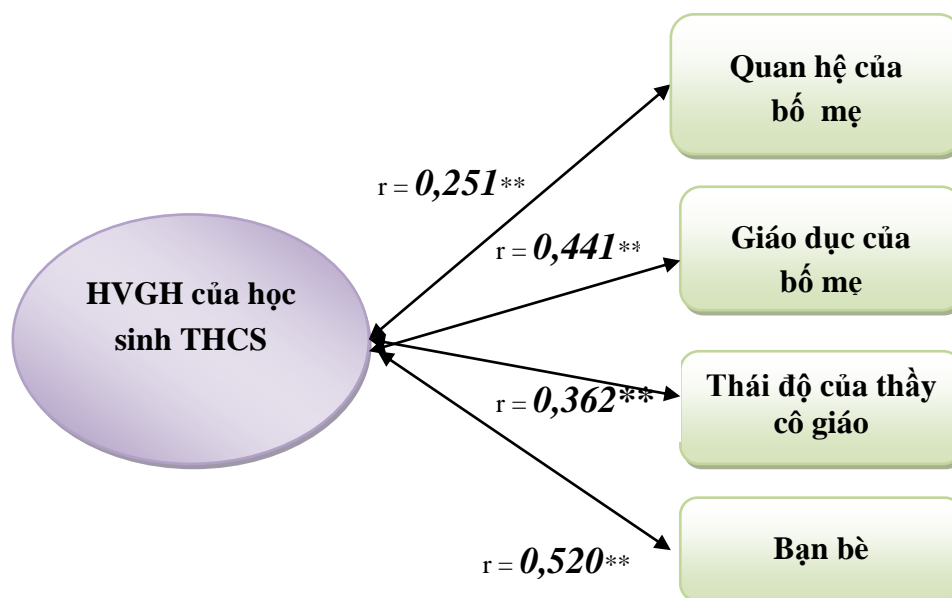 Quan hệ của
bố mẹ
r = 0,251**
r = 0,441**
Giáo dục của
bố mẹ
HVGH của học
sinh THCS
Thái độ của thầy
cô giáo
r = 0,362**
Bạn bè
r = 0,520**